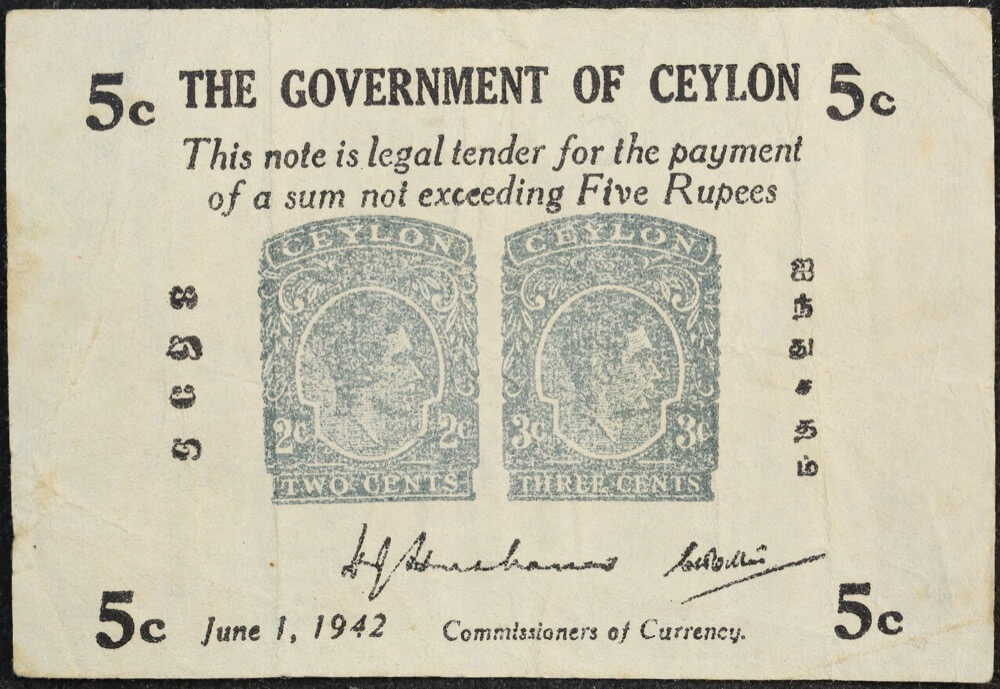 5c THE GOVERNMENT OF CEYLON 5c
This note is legal tender for the payment
of a sum not exceeding Five Rupees
ස
ත
ප
හ
CEYLON
2c 2c
TWO CENTS
CEYLON
3c 3c
THREE CENTS
ஐ
ந்
து
ச
த
ம்
5c June 1, 1942 Commissioners of Currency. 5c